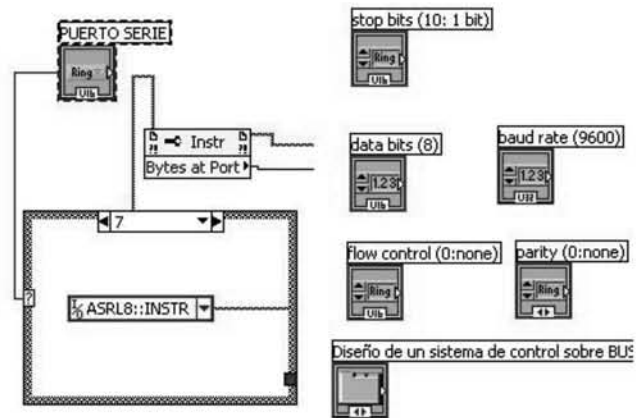 PUERTO SERIE
Ring
U16
Instr
Bytes at Port
7
?
ASRL8::INSTR
stop bits (10: 1 bit)
Ring
U16
data bits (8)
1.23
U16
baud rate (9600)
1.23
U32
flow control (0:none)
Ring
U16
parity (0:none)
Ring
Diseño de un sistema de control sobre BUS